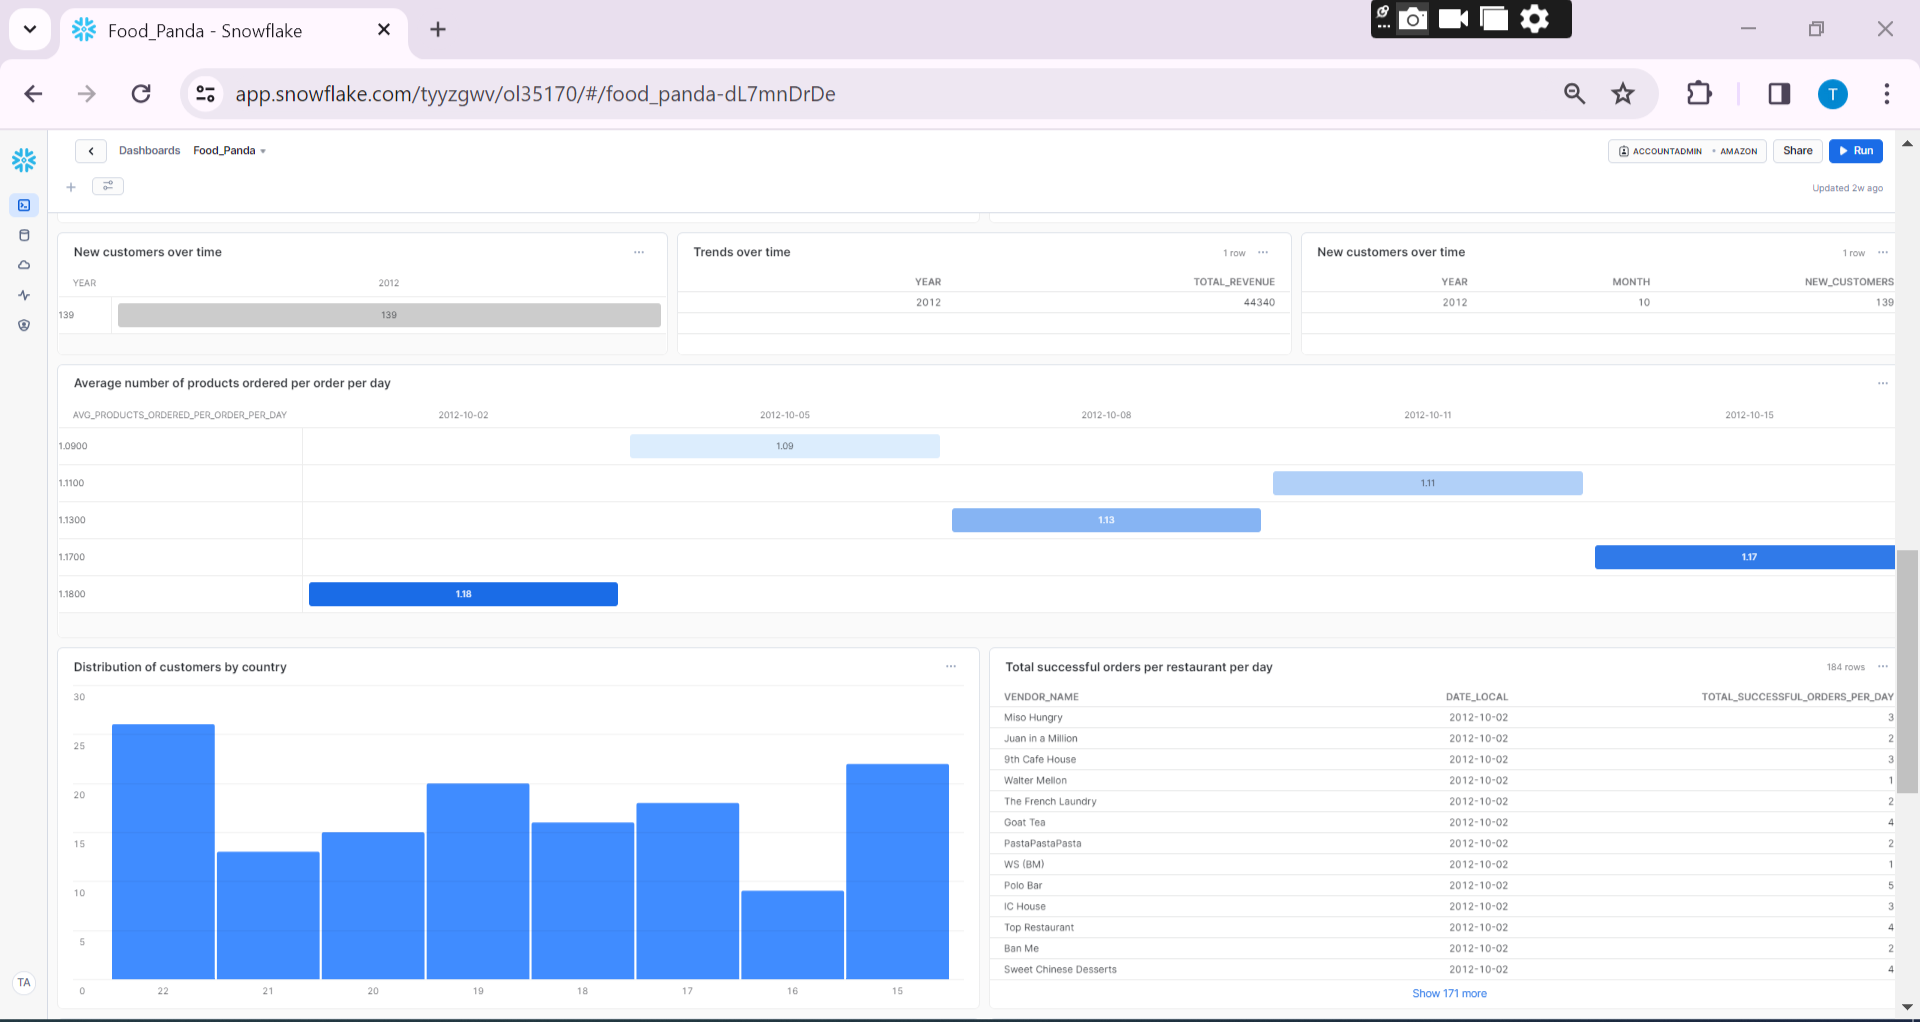 Food_Panda - Snowflake
app.snowflake.com/tyyzgwv/ol35170/#/food_panda-dL7mnDrDe
T
Dashboards Food_Panda
ACCOUNTADMIN • AMAZON Share Run
Updated 2w ago
New customers over time
YEAR 2012
139 139
Trends over time 1 row
YEAR TOTAL_REVENUE
2012 44340
New customers over time 1 row
YEAR MONTH NEW_CUSTOMERS
2012 10 139
Average number of products ordered per order per day
AVG_PRODUCTS_ORDERED_PER_ORDER_PER_DAY 2012-10-02 2012-10-05 2012-10-08 2012-10-11 2012-10-15
1.0900 1.09
1.1100 1.11
1.1300 1.13
1.1700 1.17
1.1800 1.18
Distribution of customers by country
30
25
20
15
10
5
0 22 21 20 19 18 17 16 15
Total successful orders per restaurant per day 184 rows
VENDOR_NAME DATE_LOCAL TOTAL_SUCCESSFUL_ORDERS_PER_DAY
Miso Hungry 2012-10-02 3
Juan in a Million 2012-10-02 2
9th Cafe House 2012-10-02 3
Walter Mellon 2012-10-02 1
The French Laundry 2012-10-02 2
Goat Tea 2012-10-02 4
PastaPastaPasta 2012-10-02 2
WS (BM) 2012-10-02 1
Polo Bar 2012-10-02 5
IC House 2012-10-02 3
Top Restaurant 2012-10-02 4
Ban Me 2012-10-02 2
Sweet Chinese Desserts 2012-10-02 4
Show 171 more
TA